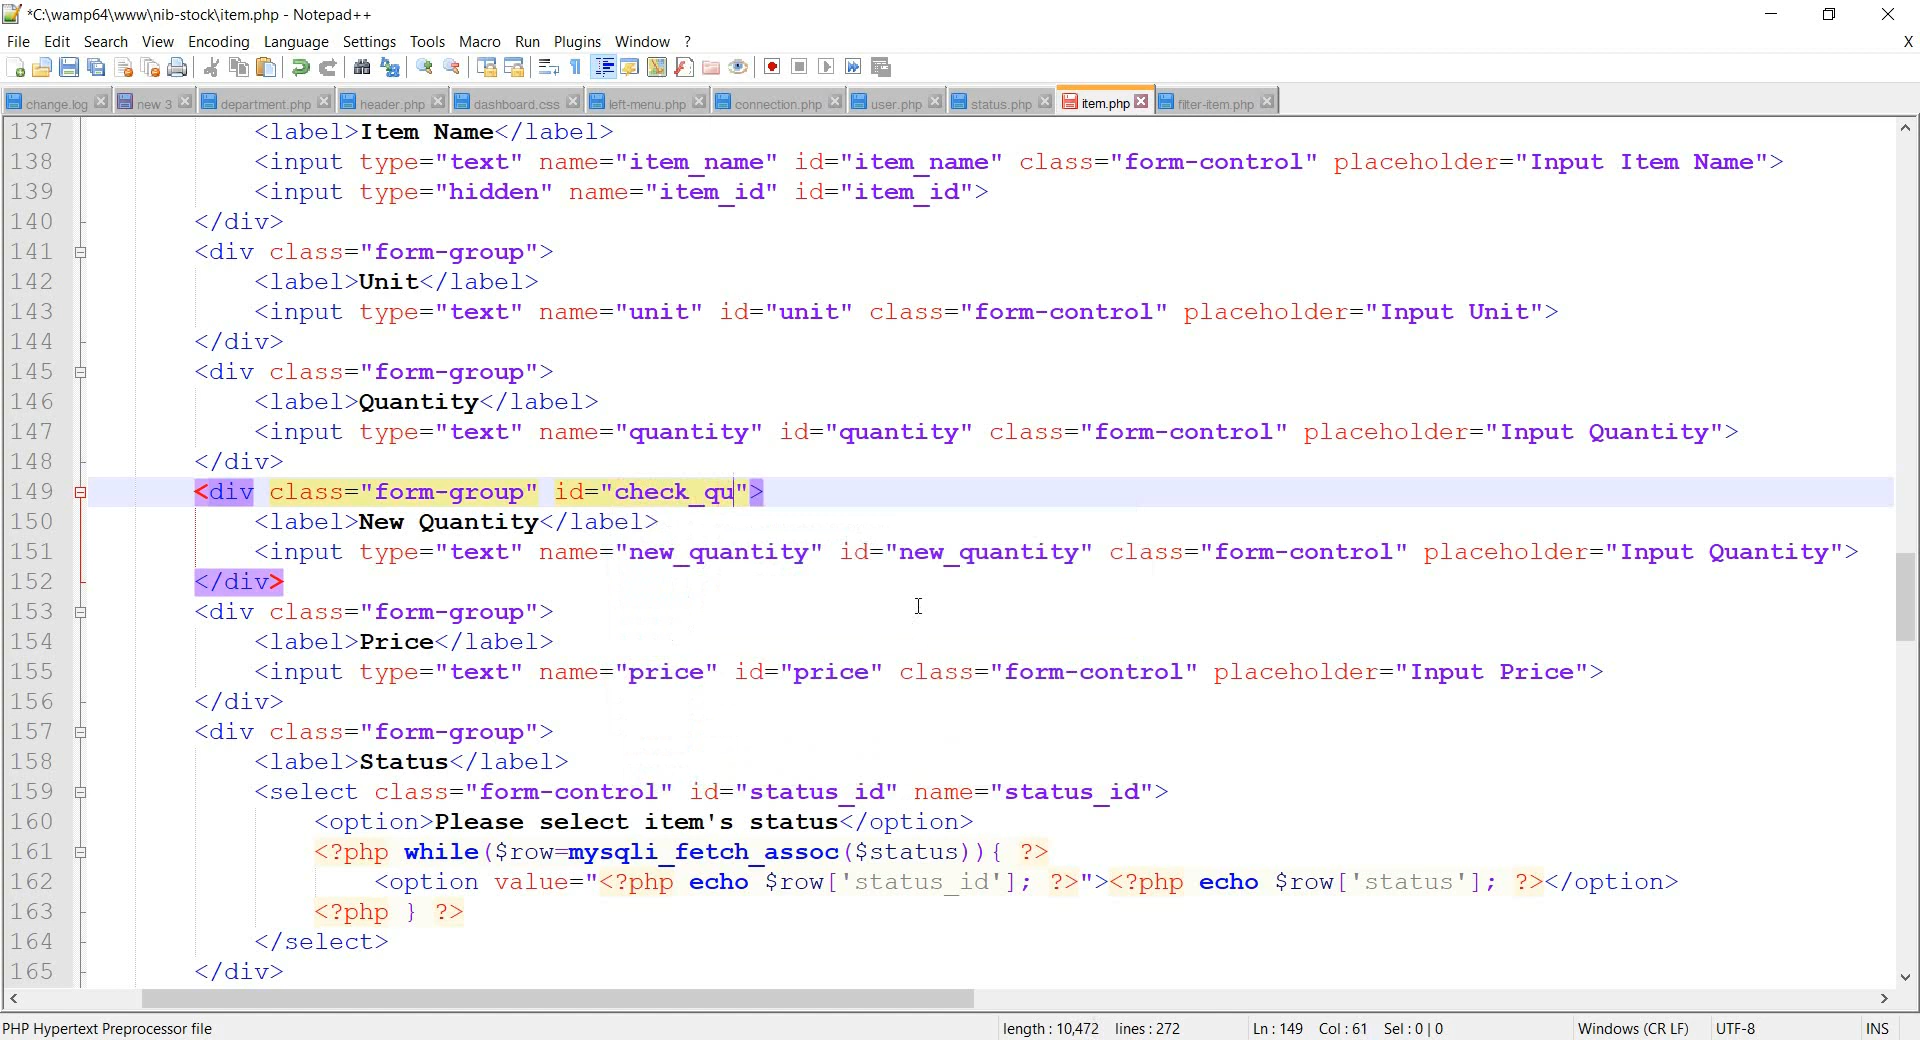 *C:\wamp64\www\nib-stock\item.php - Notepad++
File Edit Search View Encoding Language Settings Tools Macro Run Plugins Window ? X
change.log new 3 department.php header.php dashboard.css left-menu.php connection.php user.php status.php item.php filter-item.php
137 <label>Item Name</label>
138 <input type="text" name="item_name" id="item_name" class="form-control" placeholder="Input Item Name">
139 <input type="hidden" name="item_id" id="item_id">
140 </div>
141 <div class="form-group">
142 <label>Unit</label>
143 <input type="text" name="unit" id="unit" class="form-control" placeholder="Input Unit">
144 </div>
145 <div class="form-group">
146 <label>Quantity</label>
147 <input type="text" name="quantity" id="quantity" class="form-control" placeholder="Input Quantity">
148 </div>
149 <div class="form-group" id="check_qu">
150 <label>New Quantity</label>
151 <input type="text" name="new_quantity" id="new_quantity" class="form-control" placeholder="Input Quantity">
152 </div>
153 <div class="form-group">
154 <label>Price</label>
155 <input type="text" name="price" id="price" class="form-control" placeholder="Input Price">
156 </div>
157 <div class="form-group">
158 <label>Status</label>
159 <select class="form-control" id="status_id" name="status_id">
160 <option>Please select item's status</option>
161 <?php while($row=mysqli_fetch_assoc($status)){ ?>
162 <option value="<?php echo $row['status_id']; ?>"><?php echo $row['status']; ?></option>
163 <?php } ?>
164 </select>
165 </div>
PHP Hypertext Preprocessor file length : 10,472 lines : 272 Ln : 149 Col : 61 Sel : 0 | 0 Windows (CR LF) UTF-8 INS